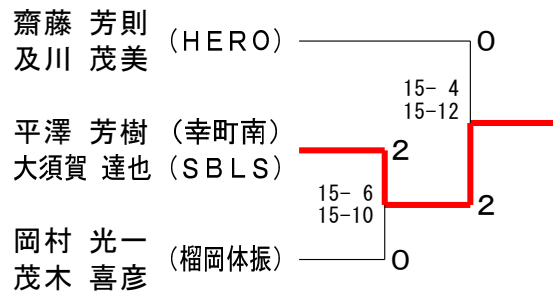 齋藤 芳則
及川 茂美
(HERO)
0
15- 4
15-12
平澤 芳樹 (幸町南)
大須賀 達也 (SBLS)
2
15- 6
15-10
2
岡村 光一
茂木 喜彦
(榴岡体振)
0